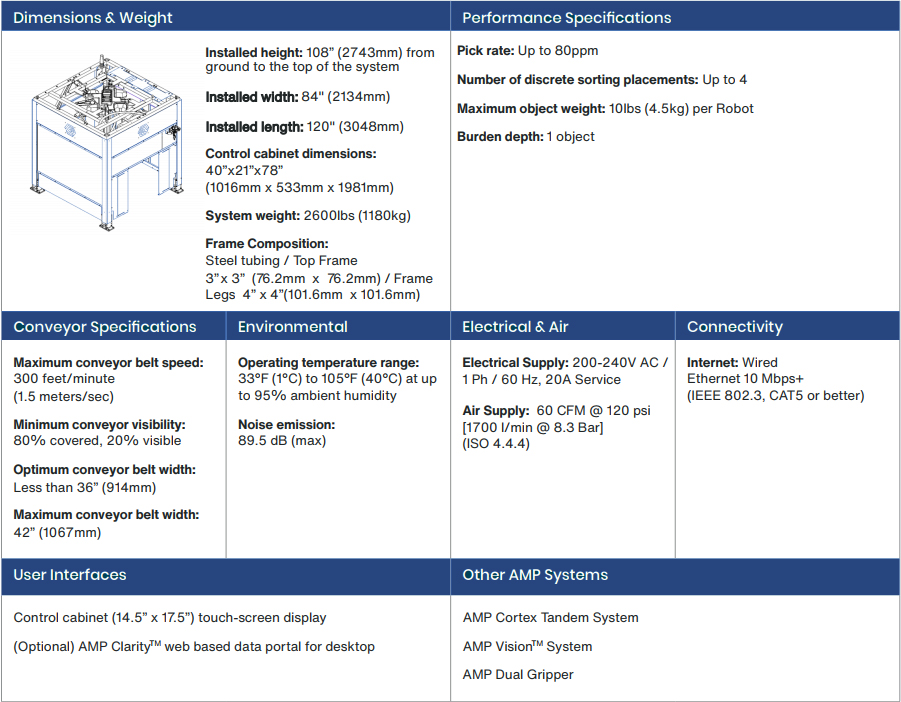 Dimensions & Weight
Installed height: 108” (2743mm) from
ground to the top of the system
Installed width: 84" (2134mm)
Installed length: 120" (3048mm)
Control cabinet dimensions:
40”x21”x78”
(1016mm x 533mm x 1981mm)
System weight: 2600lbs (1180kg)
Frame Composition:
Steel tubing / Top Frame
3”x 3” (76.2mm x 76.2mm) / Frame
Legs 4” x 4”(101.6mm x 101.6mm)
Performance Specifications
Pick rate: Up to 80ppm
Number of discrete sorting placements: Up to 4
Maximum object weight: 10lbs (4.5kg) per Robot
Burden depth: 1 object
Conveyor Specifications
Maximum conveyor belt speed:
300 feet/minute
(1.5 meters/sec)
Minimum conveyor visibility:
80% covered, 20% visible
Optimum conveyor belt width:
Less than 36” (914mm)
Maximum conveyor belt width:
42” (1067mm)
Environmental
Operating temperature range:
33°F (1°C) to 105°F (40°C) at up
to 95% ambient humidity
Noise emission:
89.5 dB (max)
Electrical & Air
Electrical Supply: 200-240V AC /
1 Ph / 60 Hz, 20A Service
Air Supply: 60 CFM @ 120 psi
[1700 l/min @ 8.3 Bar]
(ISO 4.4.4)
Connectivity
Internet: Wired
Ethernet 10 Mbps+
(IEEE 802.3, CAT5 or better)
User Interfaces
Control cabinet (14.5” x 17.5”) touch-screen display
(Optional) AMP Clarity™ web based data portal for desktop
Other AMP Systems
AMP Cortex Tandem System
AMP Vision™ System
AMP Dual Gripper